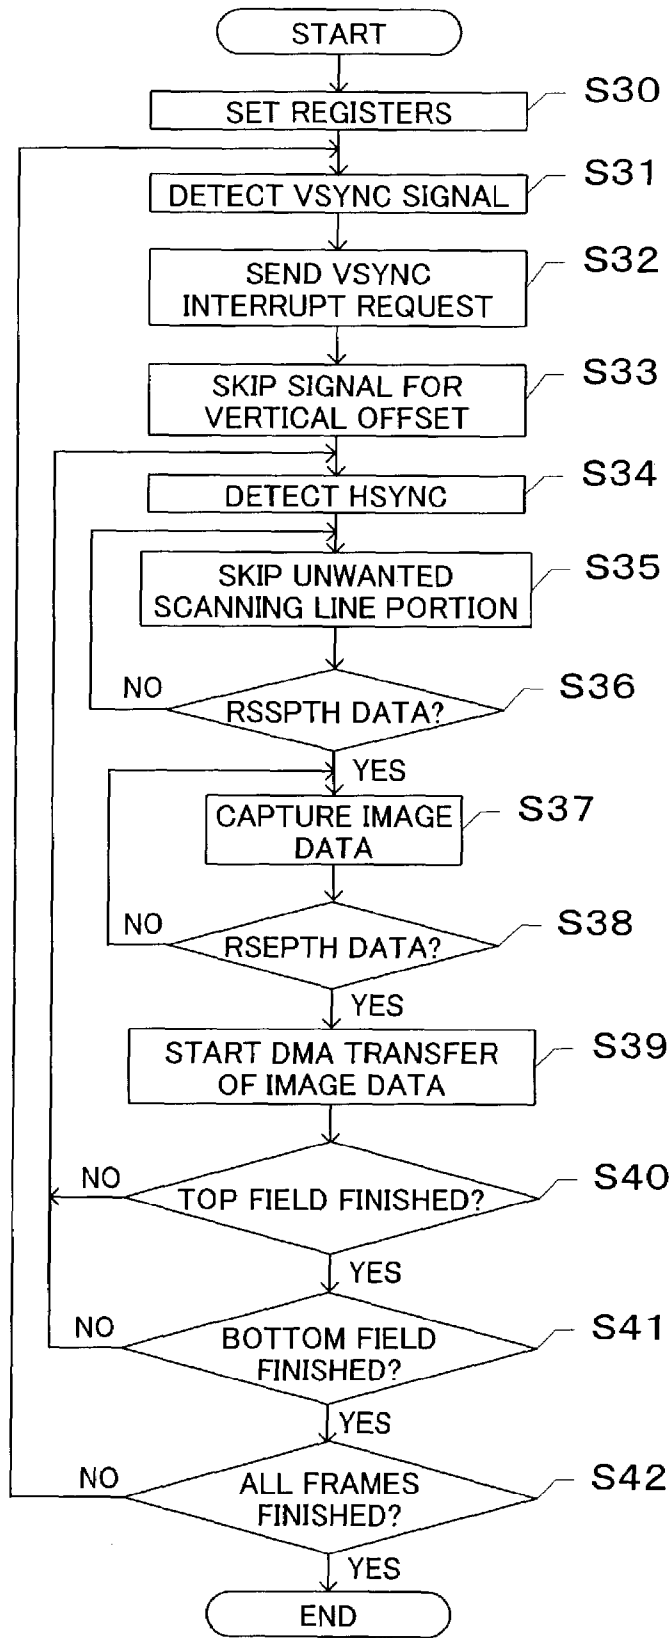 START
SET REGISTERS
S30
DETECT VSYNC SIGNAL
S31
SEND VSYNC
INTERRUPT REQUEST
S32
SKIP SIGNAL FOR
VERTICAL OFFSET
S33
DETECT HSYNC
S34
SKIP UNWANTED
SCANNING LINE PORTION
S35
NO
RSSPTH DATA?
S36
YES
CAPTURE IMAGE
DATA
S37
NO
RSEPTH DATA?
S38
YES
START DMA TRANSFER
OF IMAGE DATA
S39
NO
TOP FIELD FINISHED?
S40
YES
NO
BOTTOM FIELD
FINISHED?
S41
YES
NO
ALL FRAMES
FINISHED?
S42
YES
END